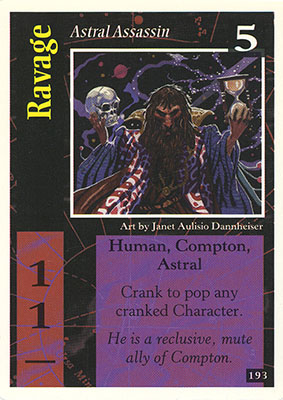 Ravage
Astral Assassin
5
Art by Janet Aulisio Dannheiser
Human, Compton,
Astral
Crank to pop any
cranked Character.
He is a reclusive, mute
ally of Compton.
1
1
—
193